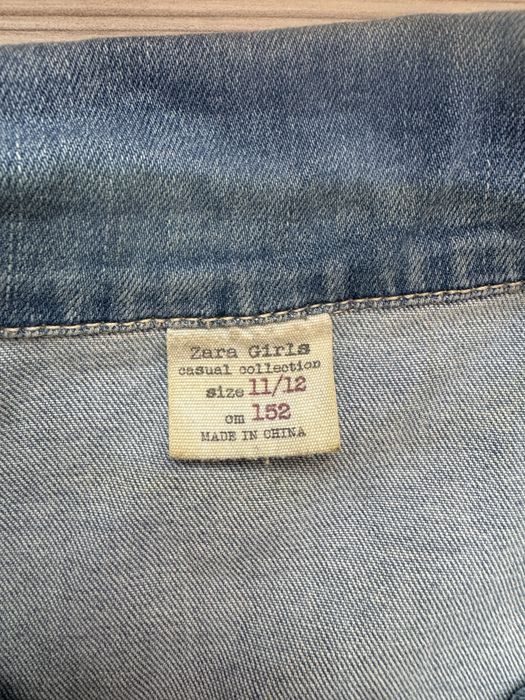 Zara Girls
casual collection
size 11/12
cm 152
MADE IN CHINA